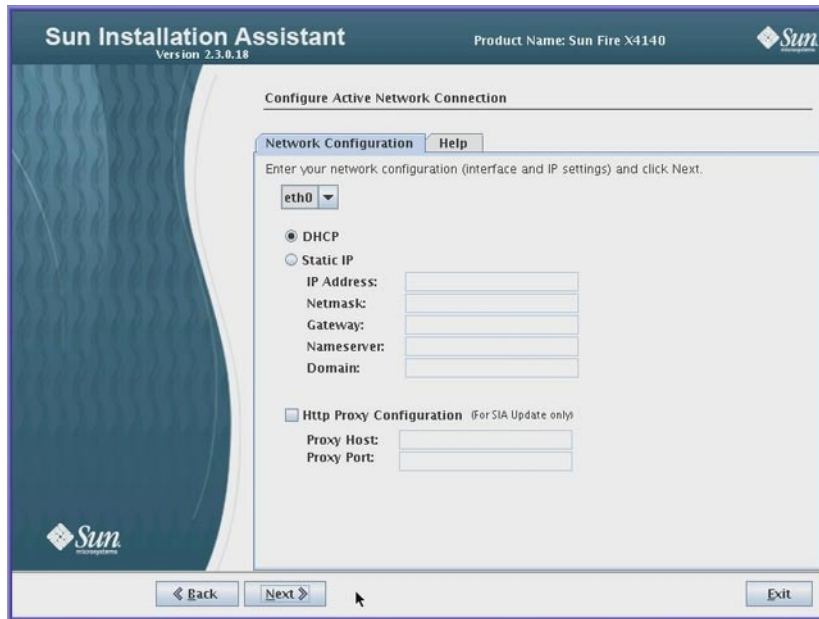 Sun Installation Assistant
Version 2.3.0.18
Product Name: Sun Fire X4140
Sun
microsystems
Configure Active Network Connection
Network Configuration
Help
Enter your network configuration (interface and IP settings) and click Next.
eth0
DHCP
Static IP
IP Address:
Netmask:
Gateway:
Nameserver:
Domain:
Http Proxy Configuration (For SIA Update only)
Proxy Host:
Proxy Port:
Sun
microsystems
Back
Next
Exit